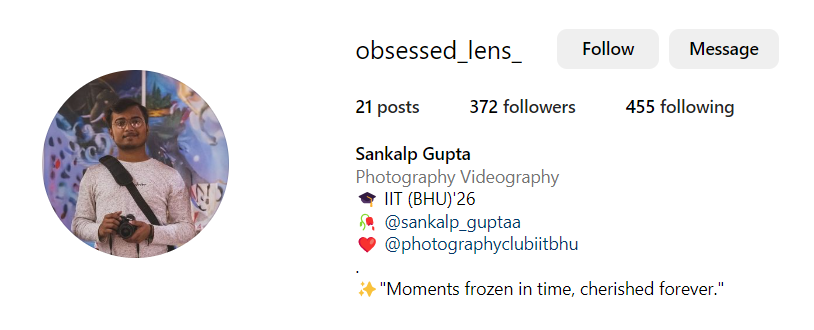 obsessed_lens_ Follow Message
21 posts 372 followers 455 following
Sankalp Gupta
Photography Videography
🎓 IIT (BHU)'26
🥀 @sankalp_guptaa
❤️ @photographyclubiitbhu
.
✨"Moments frozen in time, cherished forever."